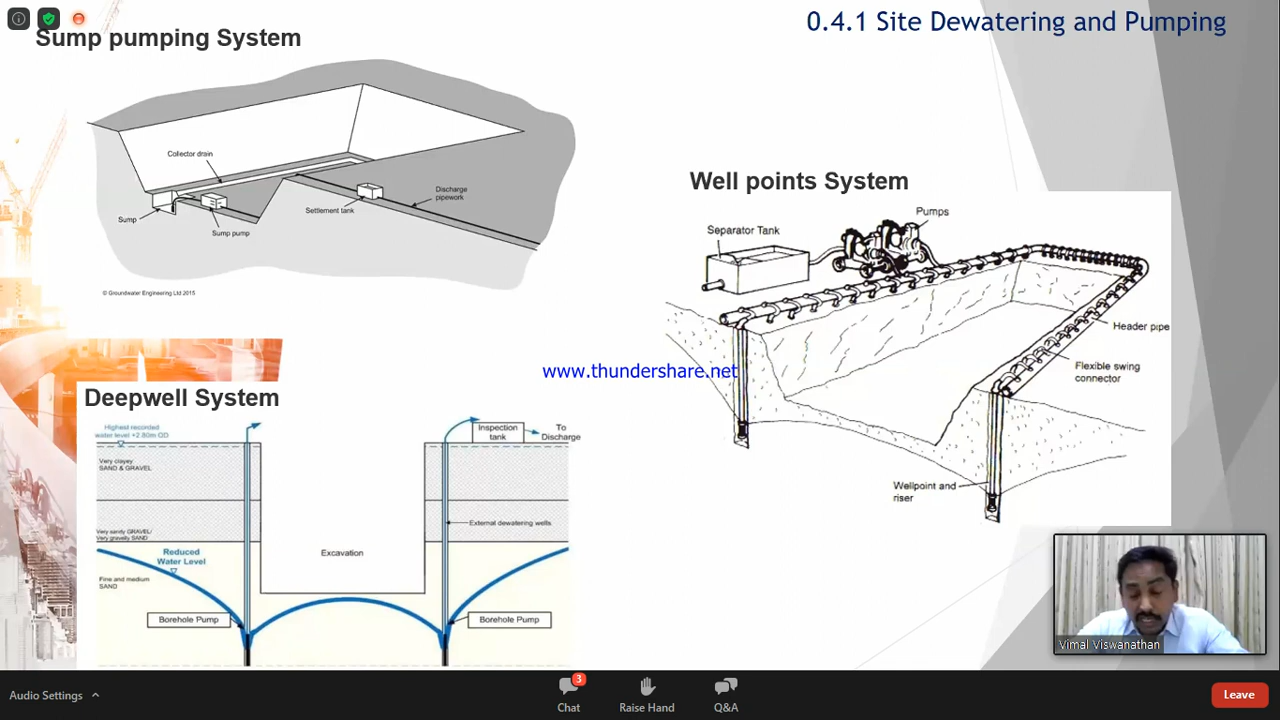 0.4.1 Site Dewatering and Pumping
Sump pumping System
Collector drain
Sump
Sump pump
Settlement tank
Discharge
pipework
© Groundwater Engineering Ltd 2015
Well points System
Separator Tank
Pumps
Header pipe
Flexible swing
connector
Wellpoint and
riser
www.thundershare.net
Deepwell System
Highest recorded
water level +2.80m OD
Inspection
tank
To
Discharge
Very clayey
SAND & GRAVEL
Very sandy GRAVEL/
Very gravelly SAND
External dewatering wells
Excavation
Reduced
Water Level
Fine and medium
SAND
Borehole Pump
Borehole Pump
Vimal Viswanathan
Audio Settings
3
Chat
Raise Hand
Q&A
Leave